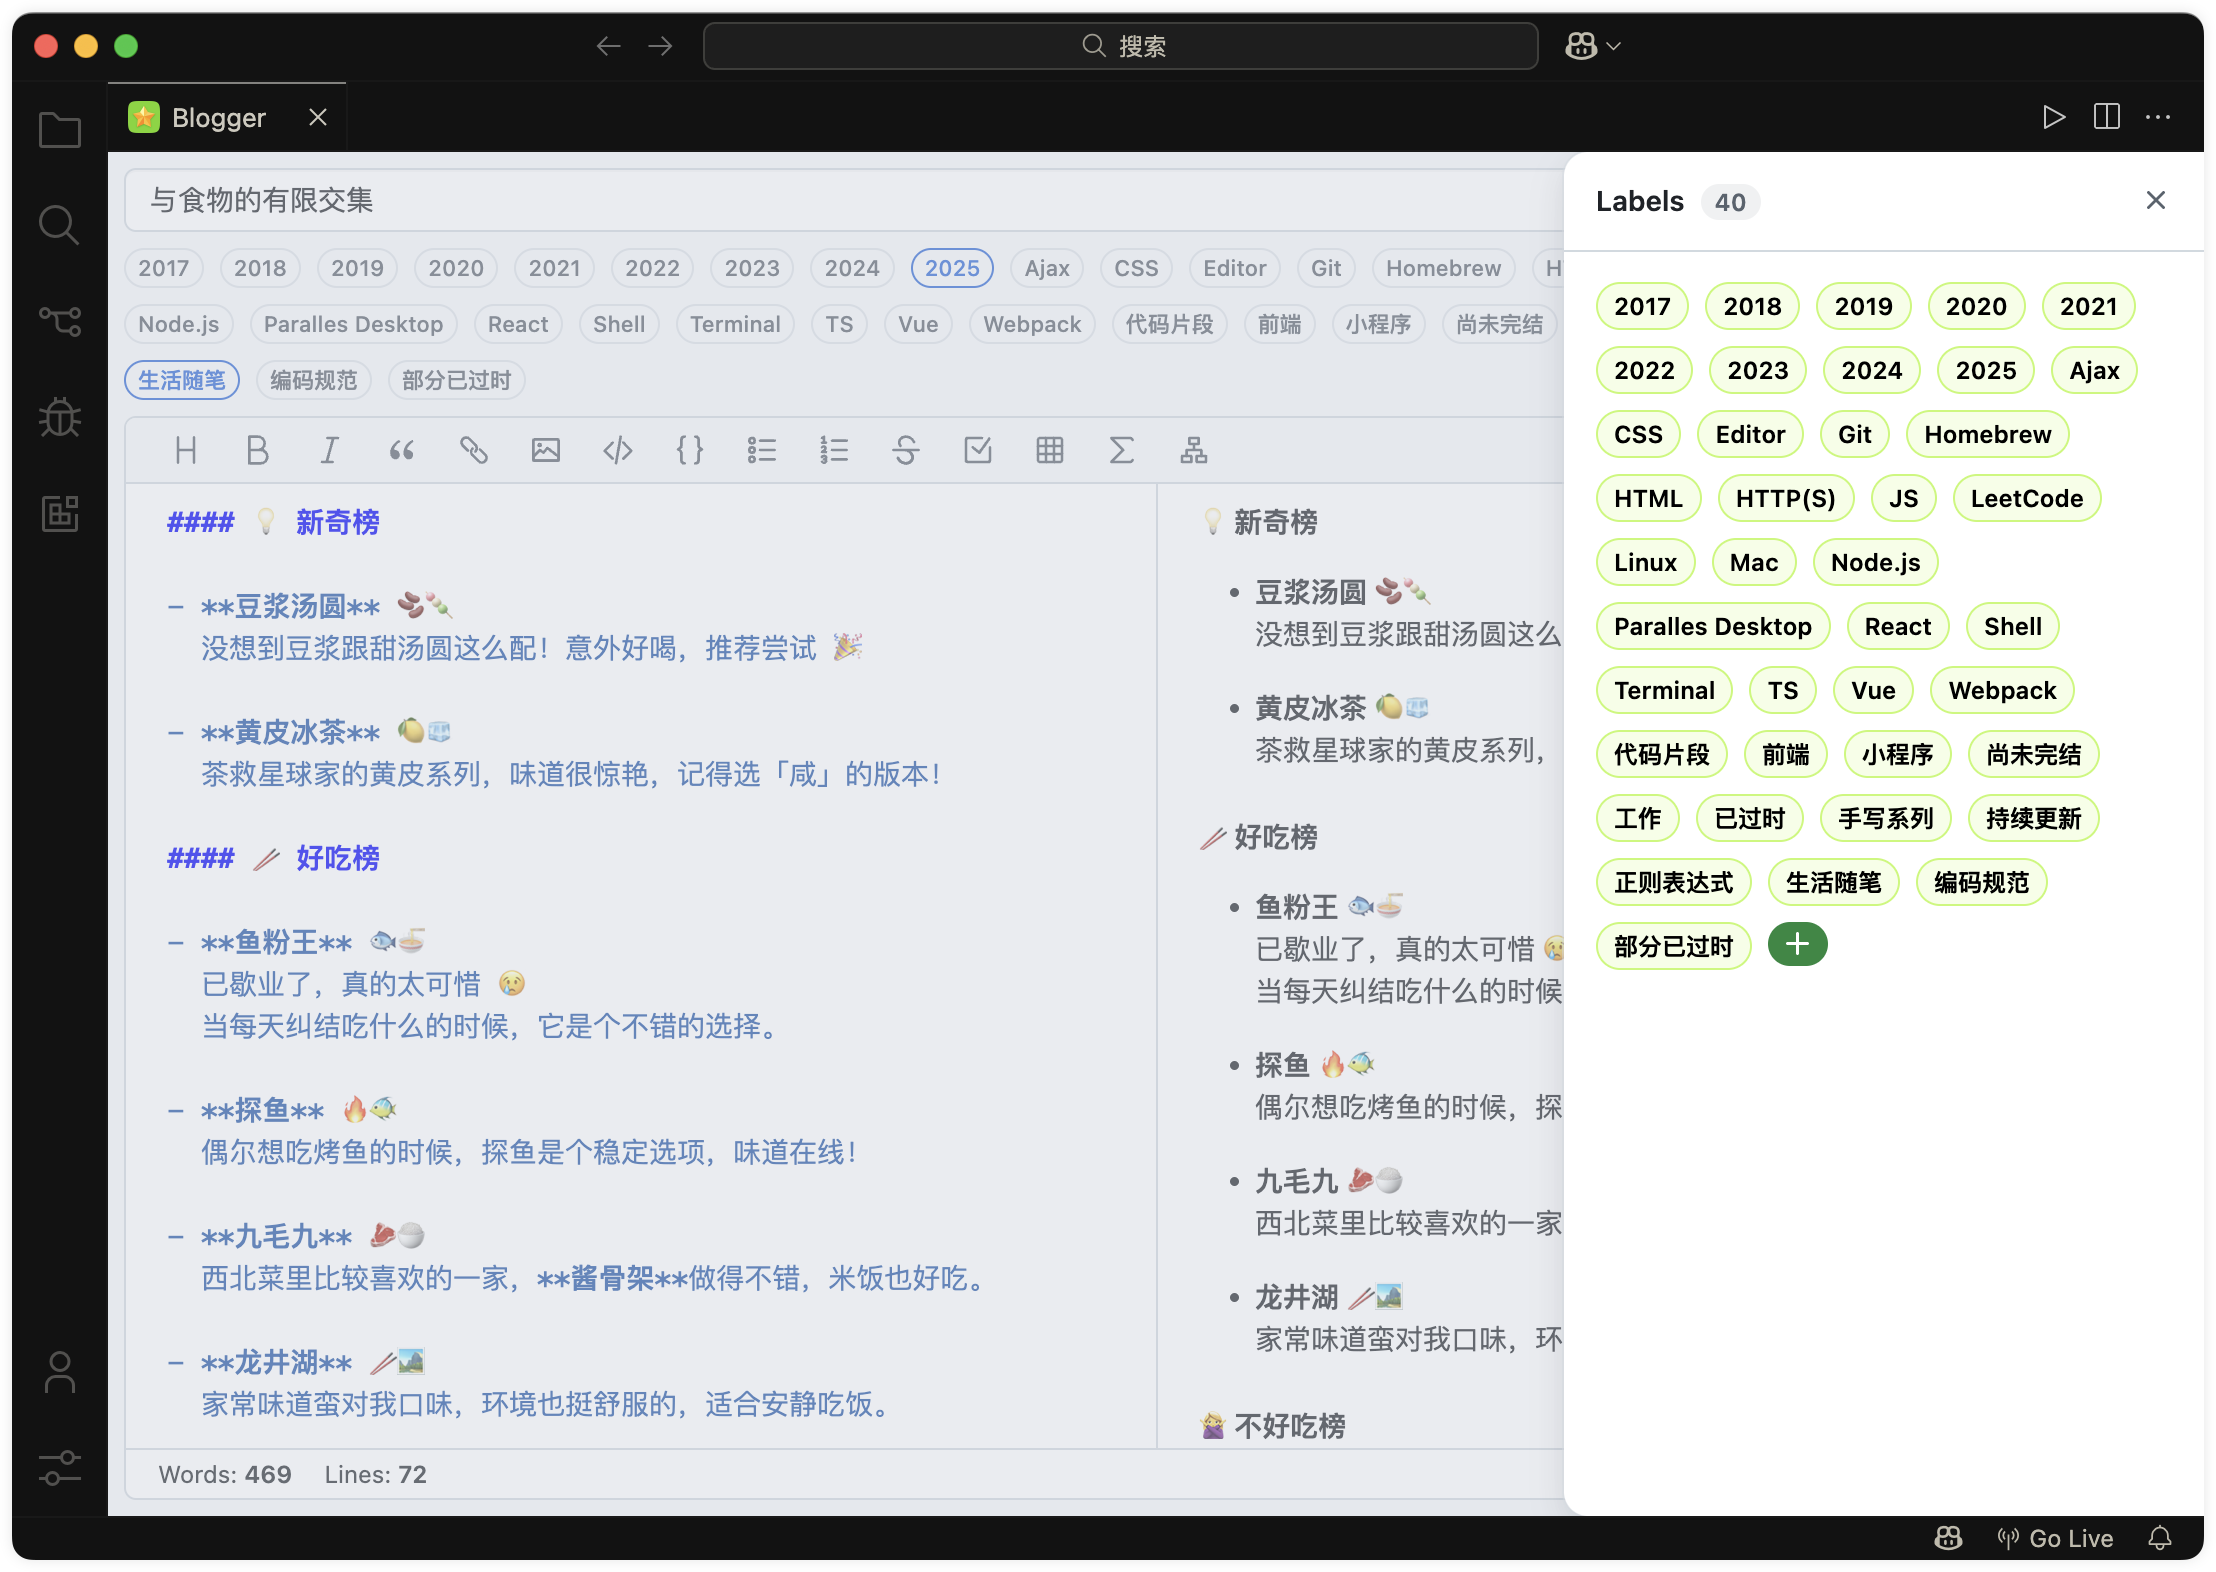 搜索
Blogger
与食物的有限交集
2017 2018 2019 2020 2021 2022 2023 2024 2025 Ajax CSS Editor Git Homebrew
Node.js Paralles Desktop React Shell Terminal TS Vue Webpack 代码片段 前端 小程序 尚未完结
生活随笔 编码规范 部分已过时
#### 💡 新奇榜
- **豆浆汤圆** 🫘🍡
没想到豆浆跟甜汤圆这么配！意外好喝，推荐尝试 🎉
- **黄皮冰茶** 🍋🧊
茶救星球家的黄皮系列，味道很惊艳，记得选「咸」的版本！
#### 🥢 好吃榜
- **鱼粉王** 🐟🍜
已歇业了，真的太可惜 😢
当每天纠结吃什么的时候，它是个不错的选择。
- **探鱼** 🔥🐠
偶尔想吃烤鱼的时候，探鱼是个稳定选项，味道在线！
- **九毛九** 🥩🍚
西北菜里比较喜欢的一家，**酱骨架**做得不错，米饭也好吃。
- **龙井湖** 🥢🏞️
家常味道蛮对我口味，环境也挺舒服的，适合安静吃饭。
💡 新奇榜
• 豆浆汤圆 🫘🍡
没想到豆浆跟甜汤圆这么
• 黄皮冰茶 🍋🧊
茶救星球家的黄皮系列，
🥢 好吃榜
• 鱼粉王 🐟🍜
已歇业了，真的太可惜 😢
当每天纠结吃什么的时候
• 探鱼 🔥🐠
偶尔想吃烤鱼的时候，探
• 九毛九 🥩🍚
西北菜里比较喜欢的一家
• 龙井湖 🥢🏞️
家常味道蛮对我口味，环
🙅‍♀️ 不好吃榜
Words: 469 Lines: 72
Labels 40
2017 2018 2019 2020 2021
2022 2023 2024 2025 Ajax
CSS Editor Git Homebrew
HTML HTTP(S) JS LeetCode
Linux Mac Node.js
Paralles Desktop React Shell
Terminal TS Vue Webpack
代码片段 前端 小程序 尚未完结
工作 已过时 手写系列 持续更新
正则表达式 生活随笔 编码规范
部分已过时 +
Go Live